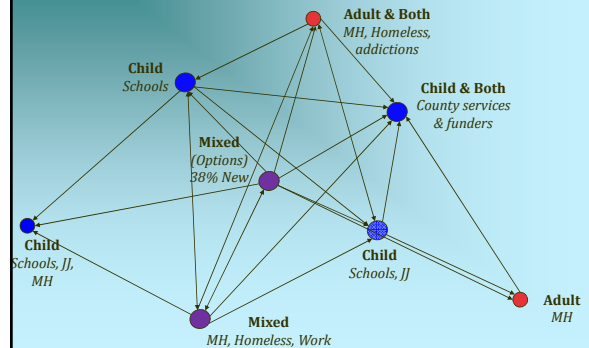 Adult & Both
MH, Homeless,
addictions
Child
Schools
Child & Both
County services
& funders
Mixed
(Options)
38% New
Child
Schools, JJ,
MH
Child
Schools, JJ
Adult
MH
Mixed
MH, Homeless, Work